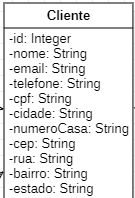 Cliente
-id: Integer
-nome: String
-email: String
-telefone: String
-cpf: String
-cidade: String
-numeroCasa: String
-cep: String
-rua: String
-bairro: String
-estado: String